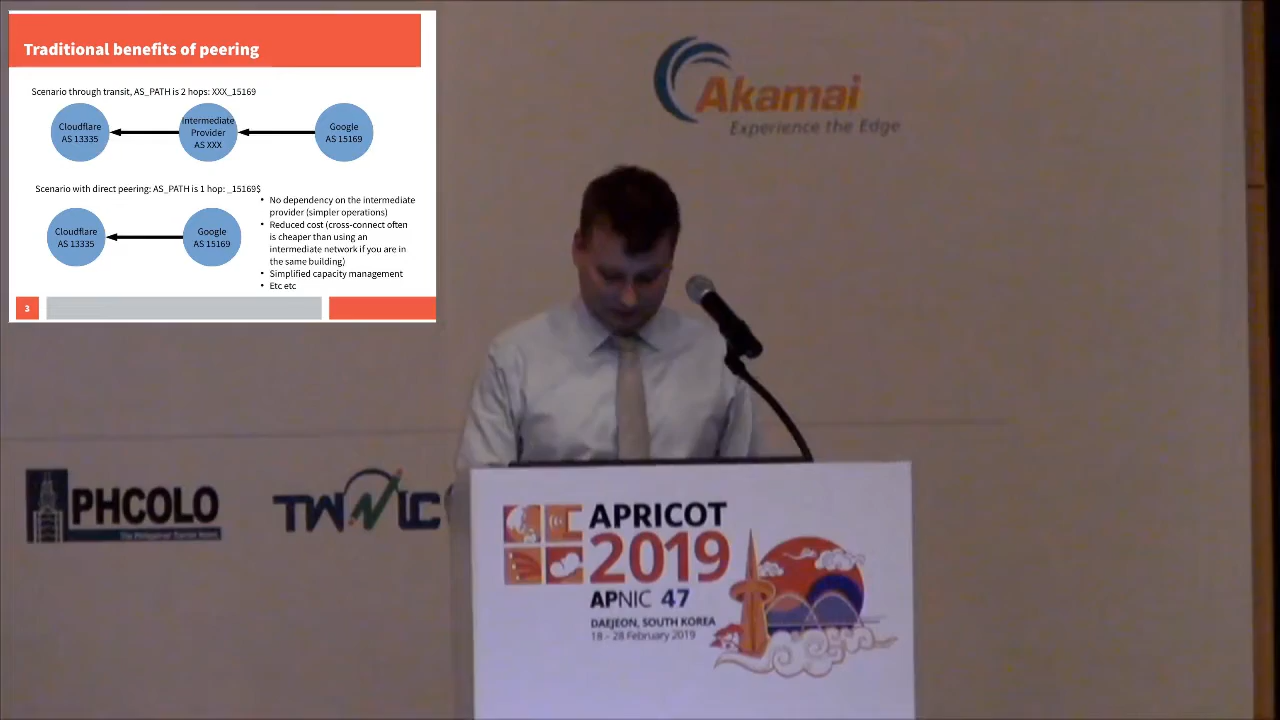 Traditional benefits of peering
Scenario through transit, AS_PATH is 2 hops: XXX_15169
Cloudflare
AS 13335
Intermediate
Provider
AS XXX
Google
AS 15169
Scenario with direct peering: AS_PATH is 1 hop: _15169$
Cloudflare
AS 13335
Google
AS 15169
• No dependency on the intermediate
provider (simpler operations)
• Reduced cost (cross-connect often
is cheaper than using an
intermediate network if you are in
the same building)
• Simplified capacity management
• Etc etc
3
Akamai
Experience the Edge
PHCOLO
TWNIC
APRICOT
2019
APNIC 47
DAEJEON, SOUTH KOREA
18 - 28 February 2019